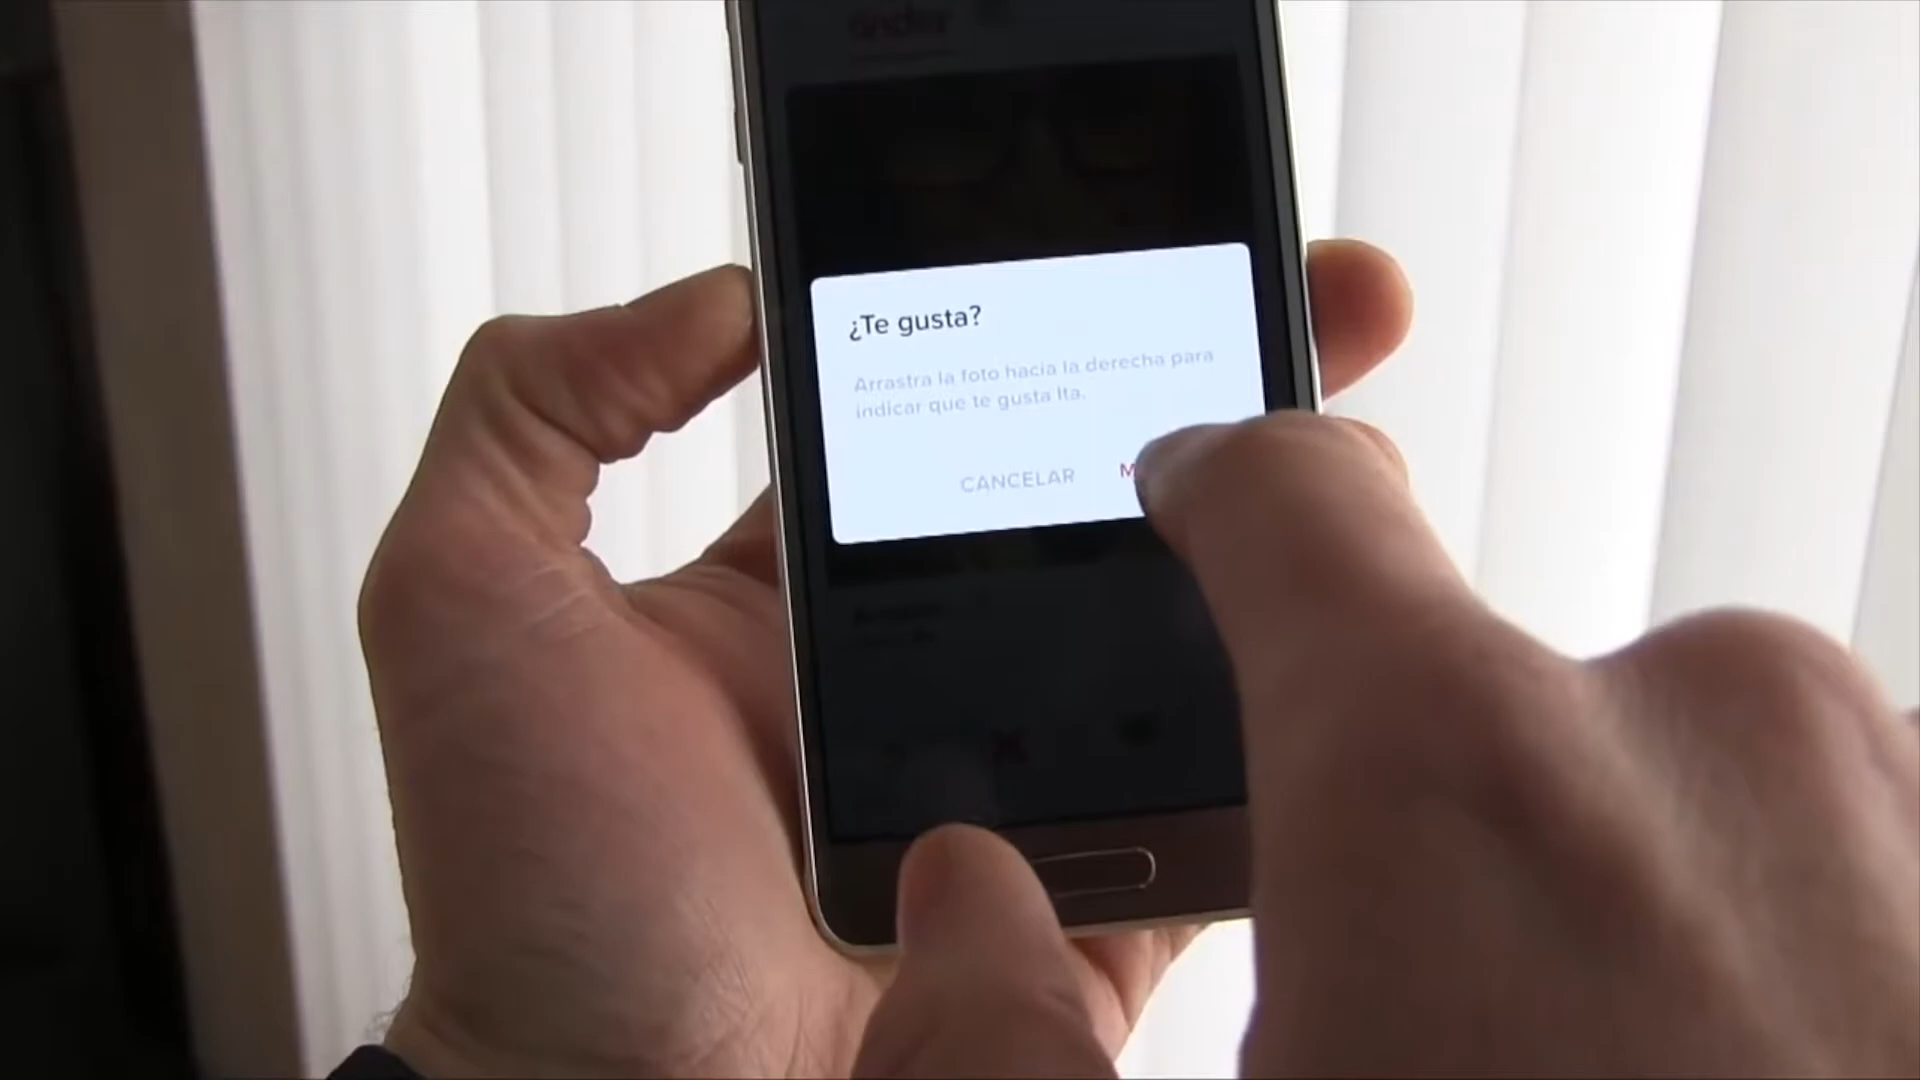 ¿Te gusta?
Arrastra la foto hacia la derecha para
indicar que te gusta Ita.
CANCELAR M